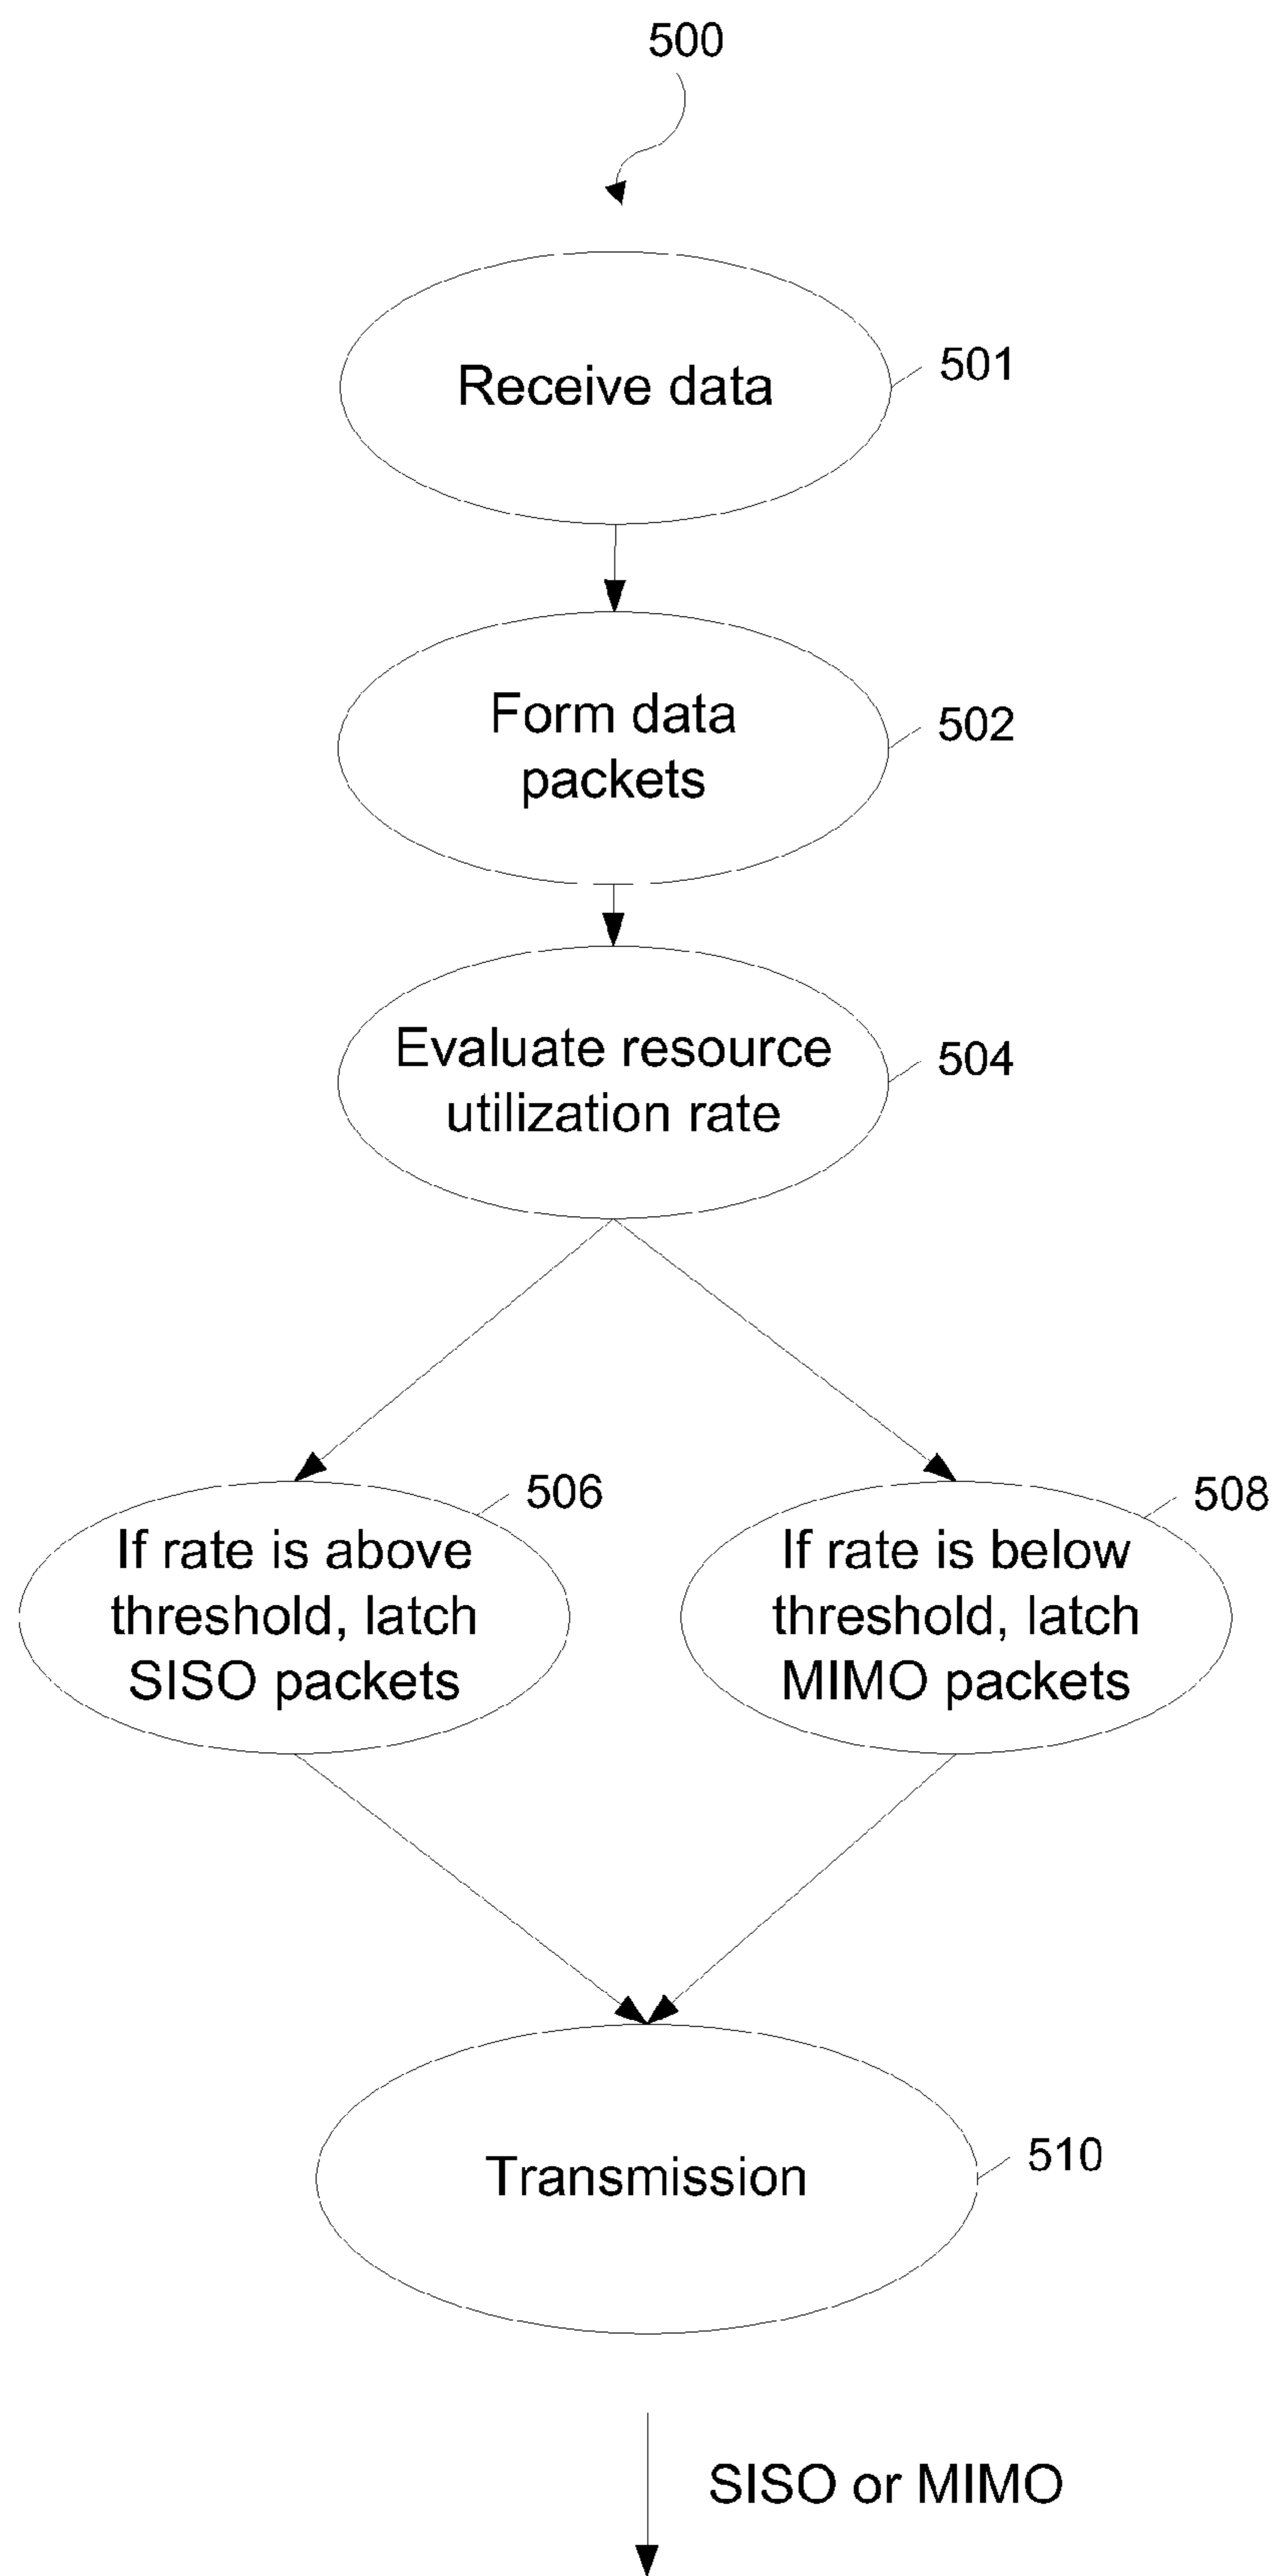 500
Receive data
501
Form data
packets
502
Evaluate resource
utilization rate
504
506
If rate is above
threshold, latch
SISO packets
508
If rate is below
threshold, latch
MIMO packets
Transmission
510
SISO or MIMO